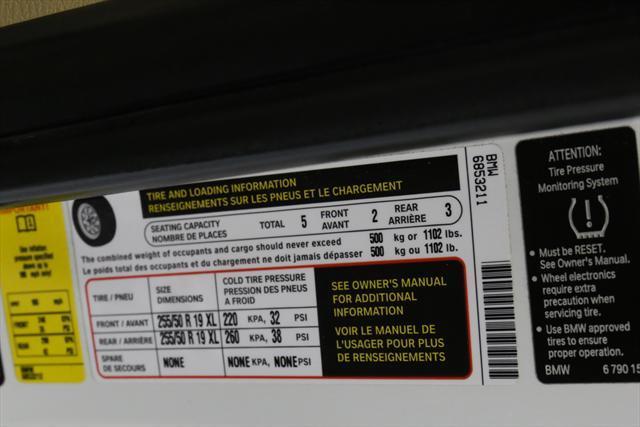 IMPORTANT!
TIRE AND LOADING INFORMATION
RENSEIGNEMENTS SUR LES PNEUS ET LE CHARGEMENT
SEATING CAPACITY
NOMBRE DE PLACES
TOTAL 5
FRONT
AVANT 2
REAR
ARRIÈRE 3
The combined weight of occupants and cargo should never exceed 500 kg or 1102 lbs.
Le poids total des occupants et du chargement ne doit jamais dépasser 500 kg ou 1102 lb.
TIRE / PNEU
SIZE
DIMENSIONS
COLD TIRE PRESSURE
PRESSION DES PNEUS
A FROID
FRONT / AVANT 255/50 R 19 XL 220 KPA, 32 PSI
REAR / ARRIÈRE 255/50 R 19 XL 260 KPA, 38 PSI
SPARE
DE SECOURS NONE NONE KPA, NONE PSI
SEE OWNER'S MANUAL
FOR ADDITIONAL
INFORMATION
VOIR LE MANUEL DE
L'USAGER POUR PLUS
DE RENSEIGNEMENTS
BMW
6853211
ATTENTION:
Tire Pressure
Monitoring System
• Must be RESET.
See Owner's Manual.
• Wheel electronics
require extra
precaution when
servicing tire.
• Use BMW approved
tires to ensure
proper operation.
BMW 6 790 15